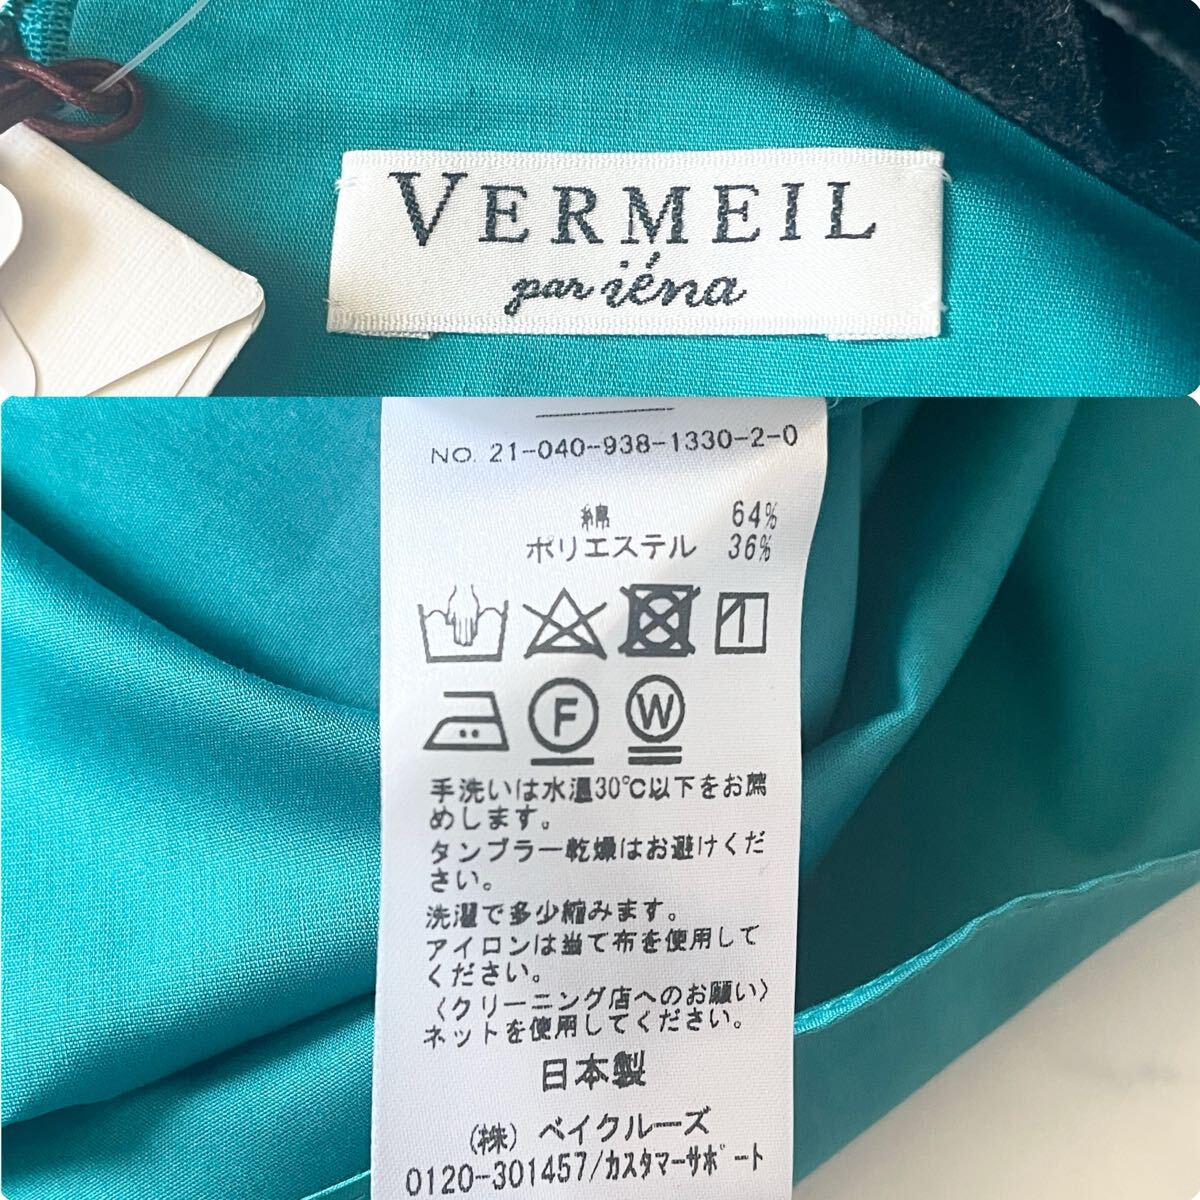 VERMEIL
par iéna
NO. 21-040-938-1330-2-0
綿 64%
ポリエステル 36%
F W
手洗いは水温30℃以下をお薦
めします。
タンブラー乾燥はお避けくだ
さい。
洗濯で多少縮みます。
アイロンは当て布を使用して
ください。
〈クリーニング店へのお願い〉
ネットを使用してください。
日本製
(株) ベイクルーズ
0120-301457/カスタマーサポート